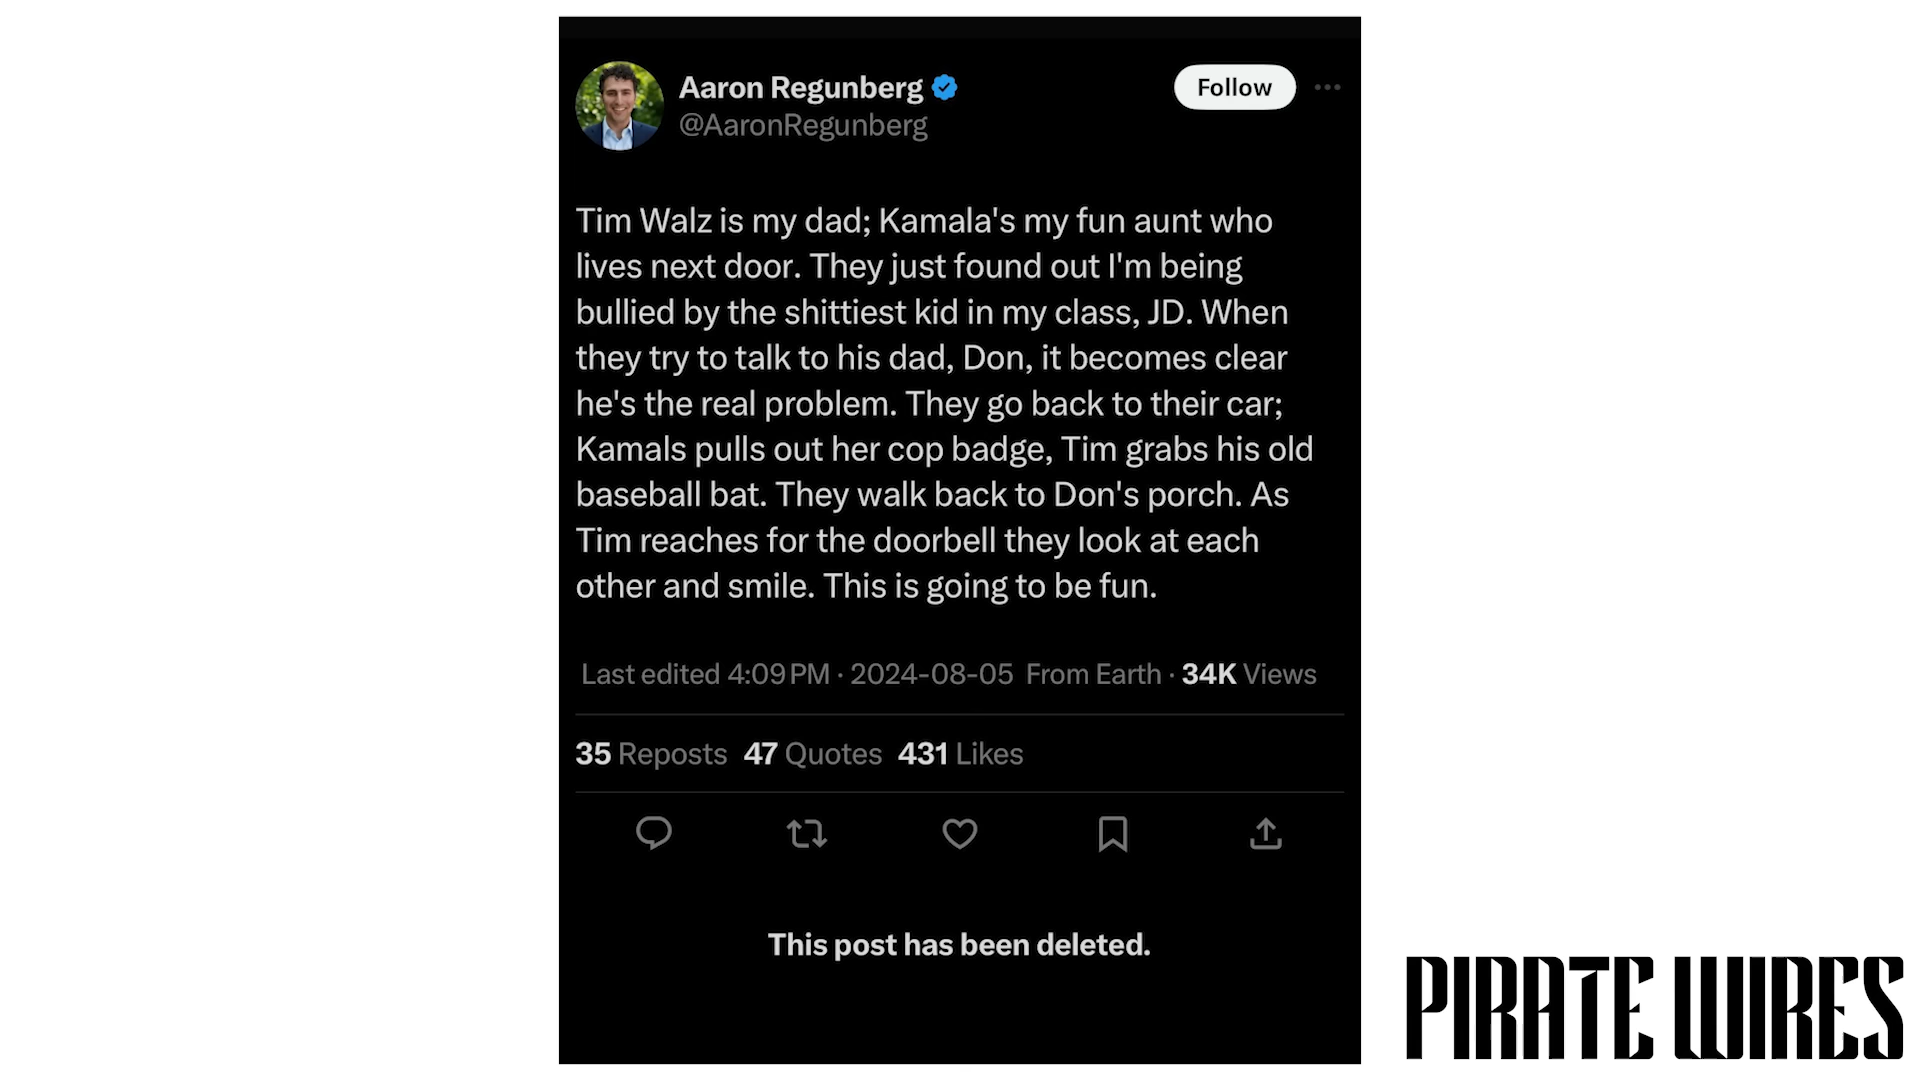 Aaron Regunberg
Follow
@AaronRegunberg
Tim Walz is my dad; Kamala's my fun aunt who
lives next door. They just found out I'm being
bullied by the shittiest kid in my class, JD. When
they try to talk to his dad, Don, it becomes clear
he's the real problem. They go back to their car;
Kamals pulls out her cop badge, Tim grabs his old
baseball bat. They walk back to Don's porch. As
Tim reaches for the doorbell they look at each
other and smile. This is going to be fun.
Last edited 4:09 PM · 2024-08-05 From Earth · 34K Views
35 Reposts 47 Quotes 431 Likes
This post has been deleted.
PIRATE WIRES